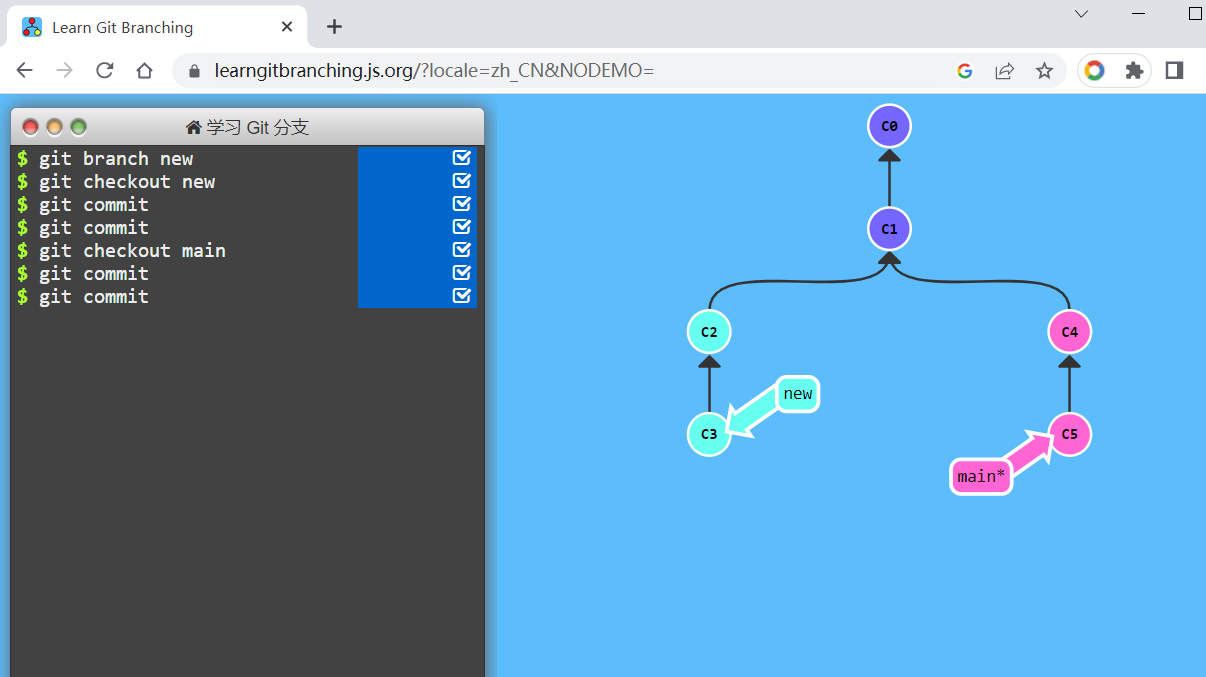 Learn Git Branching
learngitbranching.js.org/?locale=zh_CN&NODEMO=
学习 Git 分支
$ git branch new
$ git checkout new
$ git commit
$ git commit
$ git checkout main
$ git commit
$ git commit
C0
C1
C2
C4
new
C3
C5
main*